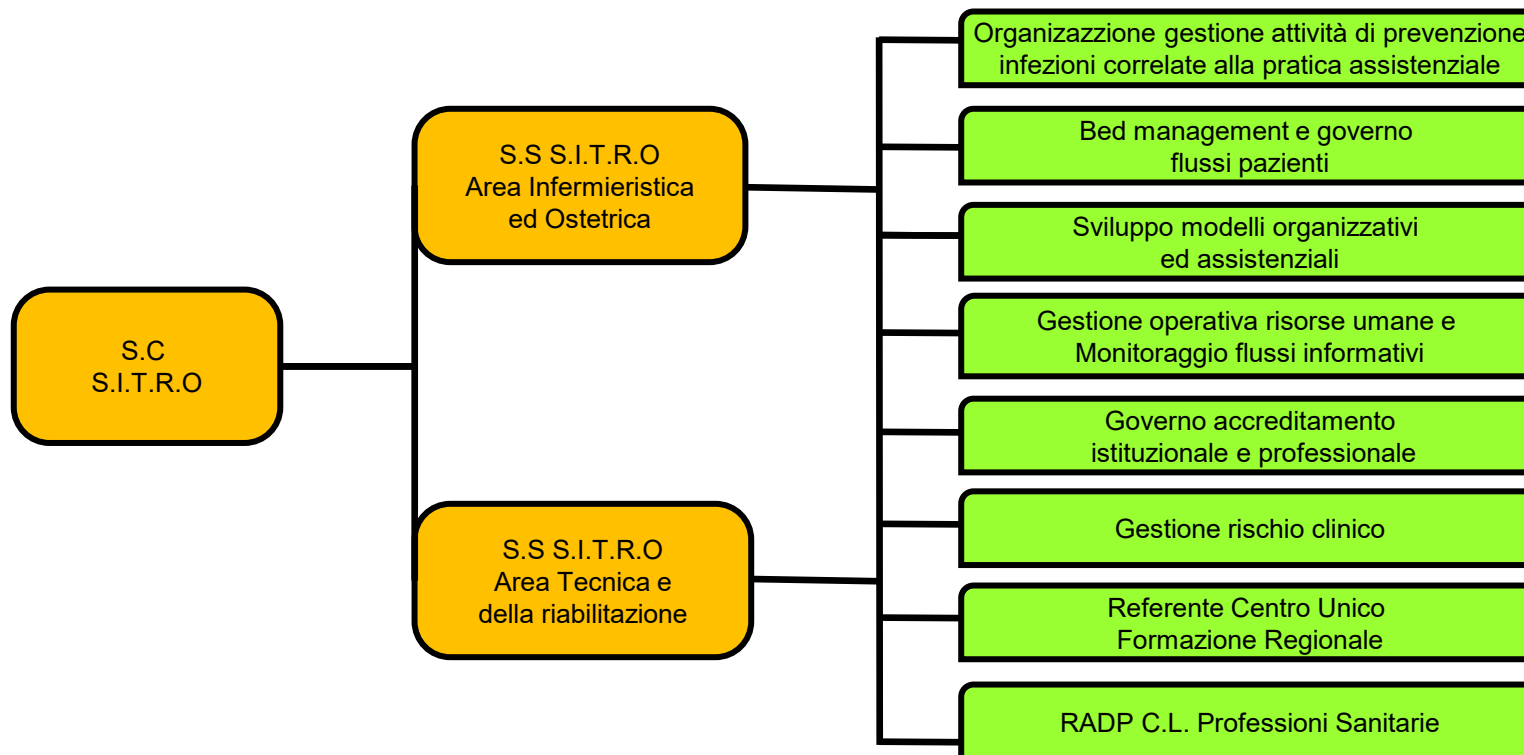 S.C
S.I.T.R.O
S.S S.I.T.R.O
Area Infermieristica
ed Ostetrica
S.S S.I.T.R.O
Area Tecnica e
della riabilitazione
Organizazzione gestione attività di prevenzione
infezioni correlate alla pratica assistenziale
Bed management e governo
flussi pazienti
Sviluppo modelli organizzativi
ed assistenziali
Gestione operativa risorse umane e
Monitoraggio flussi informativi
Governo accreditamento
istituzionale e professionale
Gestione rischio clinico
Referente Centro Unico
Formazione Regionale
RADP C.L. Professioni Sanitarie